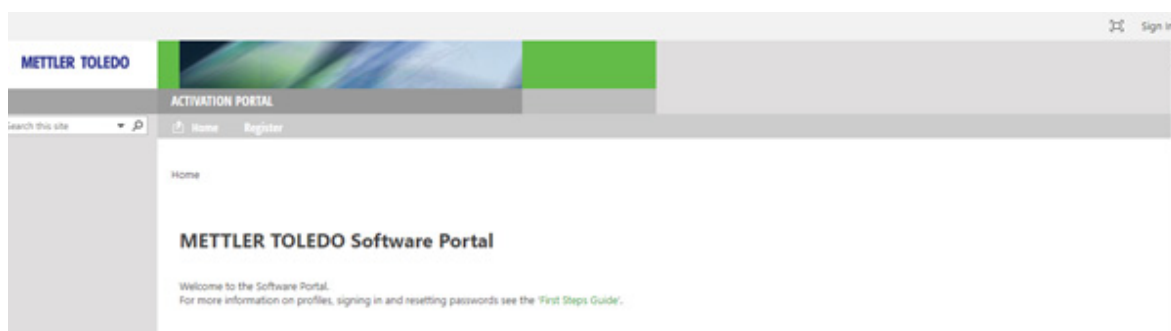 Sign In
METTLER TOLEDO
ACTIVATION PORTAL
Search this site
Home Register
Home
METTLER TOLEDO Software Portal
Welcome to the Software Portal.
For more information on profiles, signing in and resetting passwords see the 'First Steps Guide'.